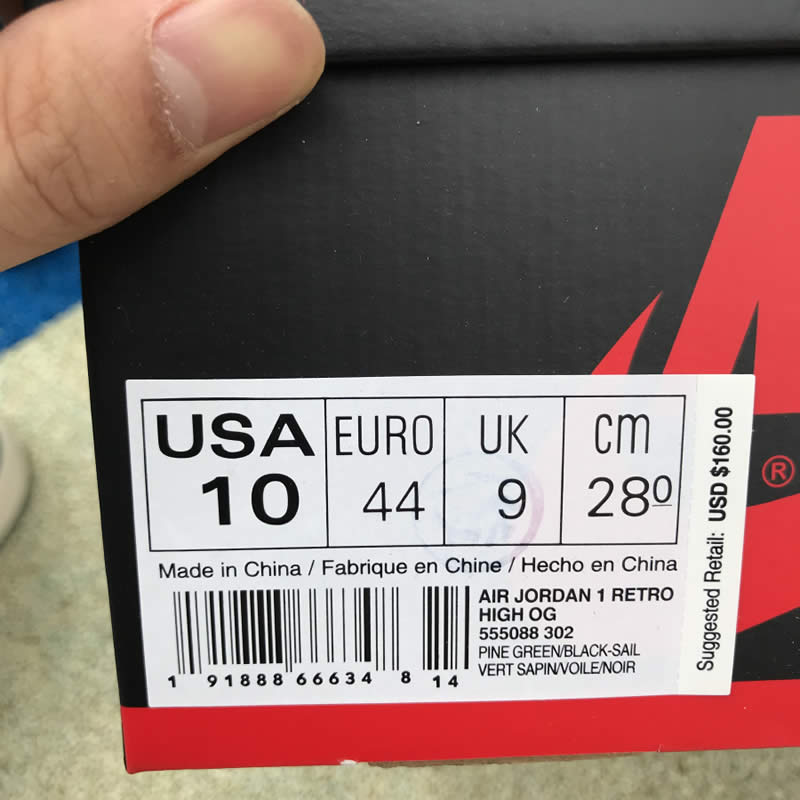 USA EURO UK cm
10 44 9 28０
Made in China / Fabrique en Chine / Hecho en China
AIR JORDAN 1 RETRO
HIGH OG
555088 302
PINE GREEN/BLACK-SAIL
VERT SAPIN/VOILE/NOIR
1 91888 66634 8 14
Suggested Retail: USD $160.00
®